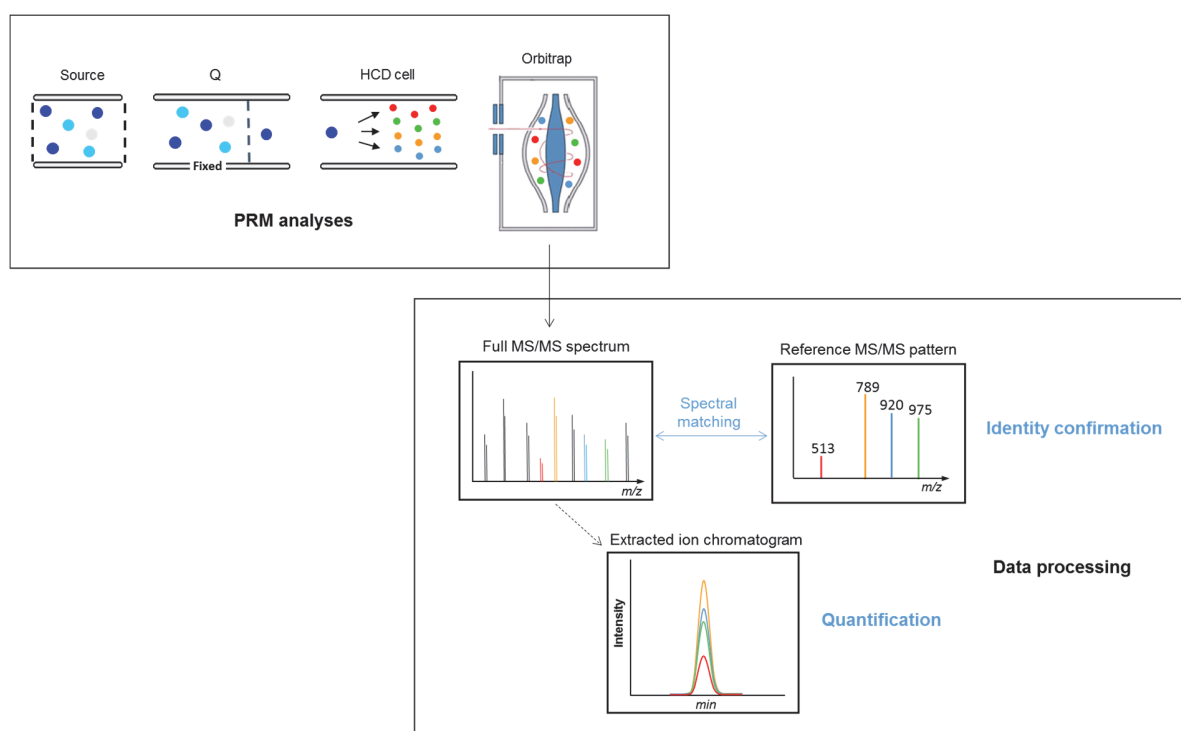 Source
Q
HCD cell
Orbitrap
Fixed
PRM analyses
Full MS/MS spectrum
m/z
Spectral
matching
Reference MS/MS pattern
513
789
920
975
m/z
Identity confirmation
Extracted ion chromatogram
Intensity
min
Quantification
Data processing